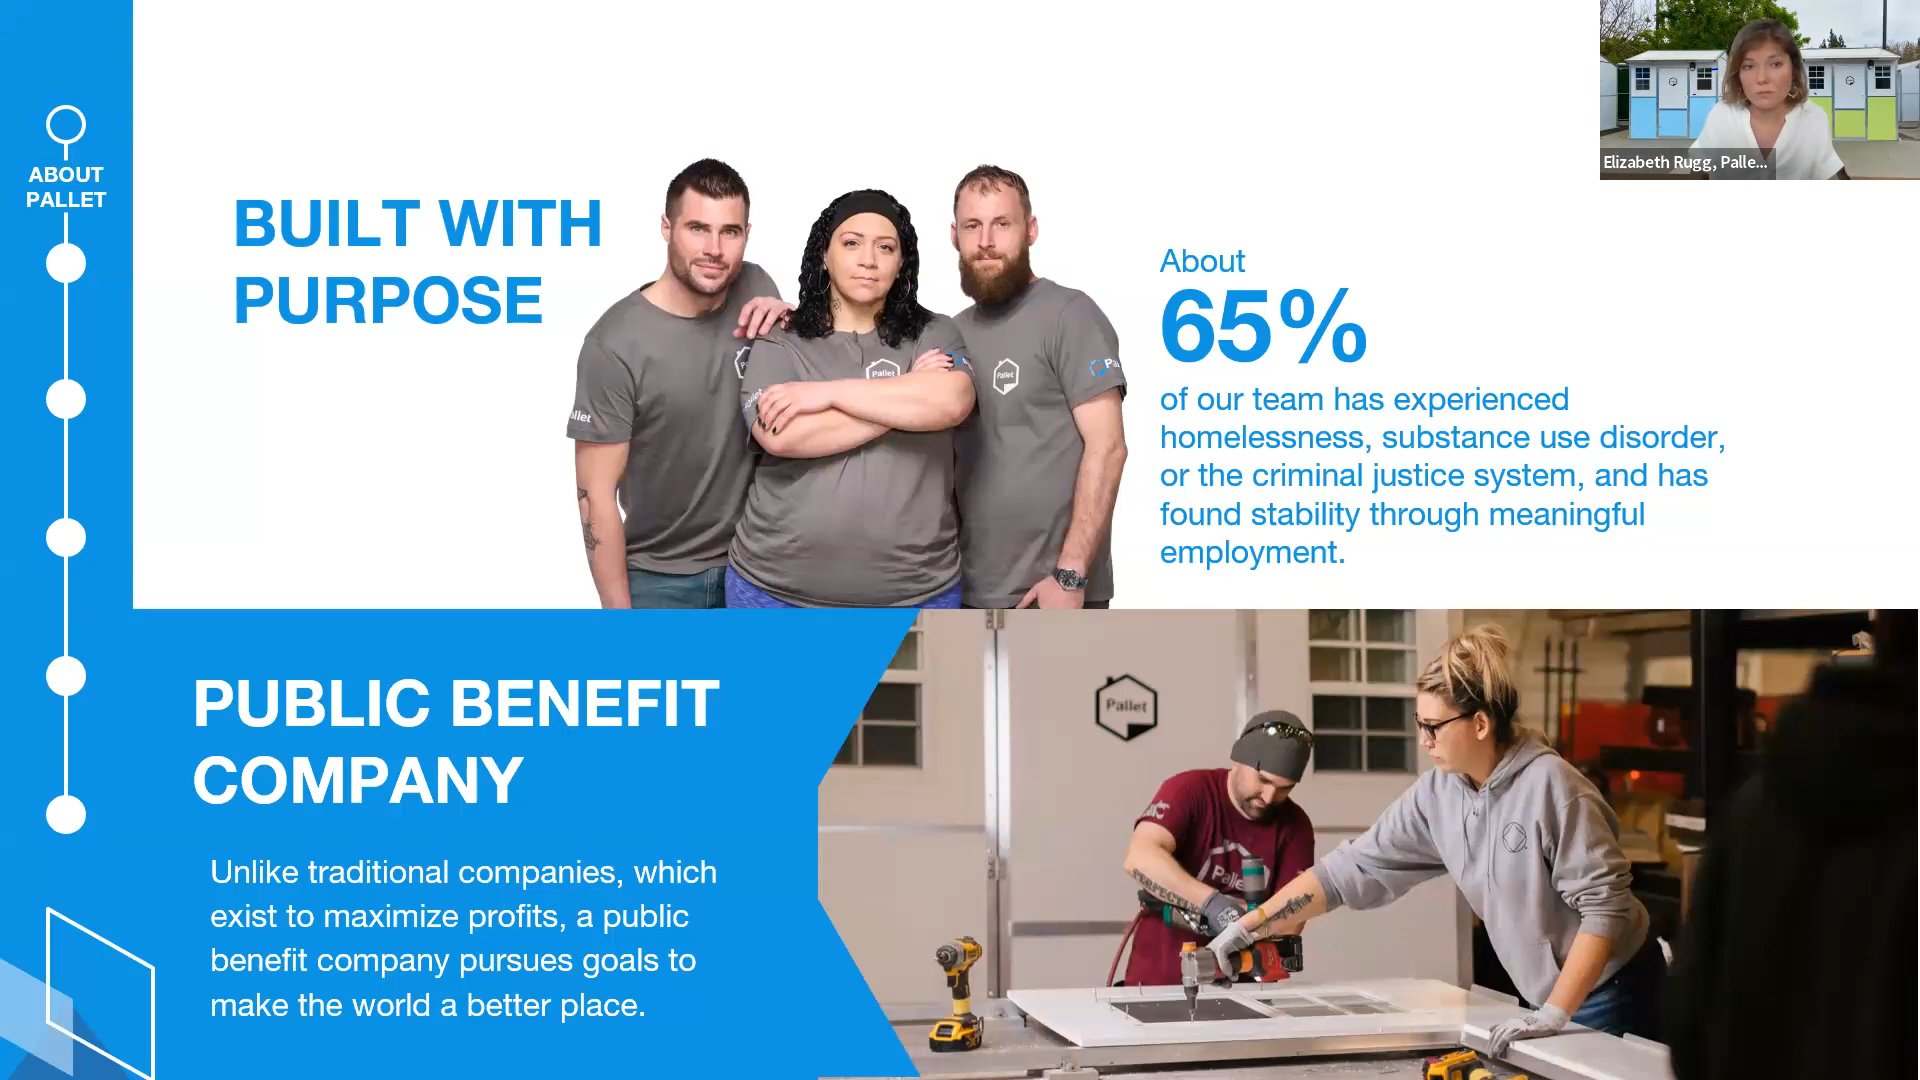 ABOUT
PALLET
BUILT WITH
PURPOSE
About
65%
of our team has experienced
homelessness, substance use disorder,
or the criminal justice system, and has
found stability through meaningful
employment.
Elizabeth Rugg, Palle...
Pallet
Pallet
PUBLIC BENEFIT
COMPANY
Unlike traditional companies, which
exist to maximize profits, a public
benefit company pursues goals to
make the world a better place.
Pallet